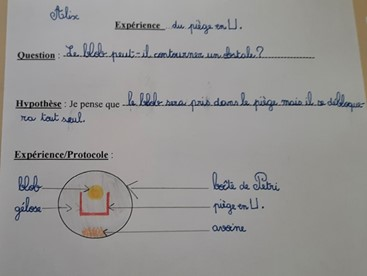 Alix
Expérience du piège en U.
Question : Le blob peut-il contourner un obstacle ?
Hypothèse : Je pense que le blob sera pris dans le piège mais il se débloque-
ra tout seul.
Expérience/Protocole :
blob boîte de Petri
gélose piège en U.
avoine